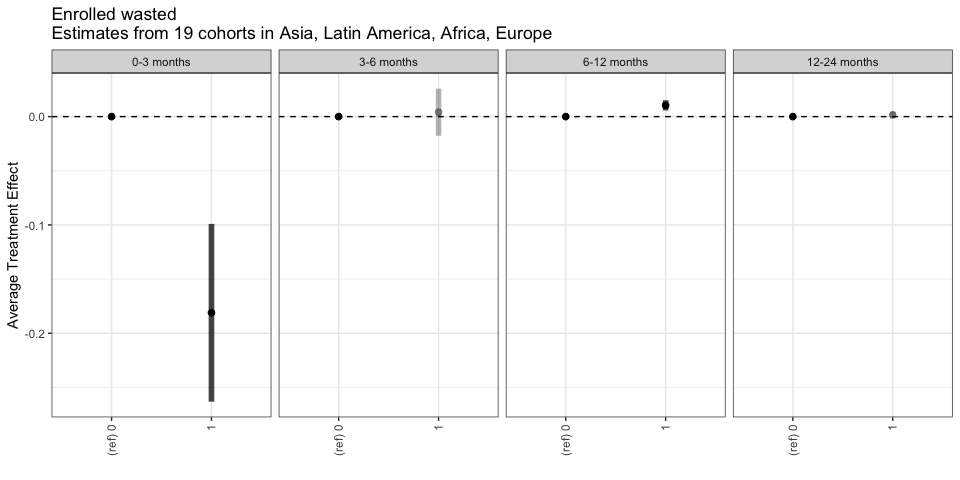 Enrolled wasted
Estimates from 19 cohorts in Asia, Latin America, Africa, Europe
0-3 months
3-6 months
6-12 months
12-24 months
Average Treatment Effect
0.0
-0.1
-0.2
(ref) 0
1
(ref) 0
1
(ref) 0
1
(ref) 0
1